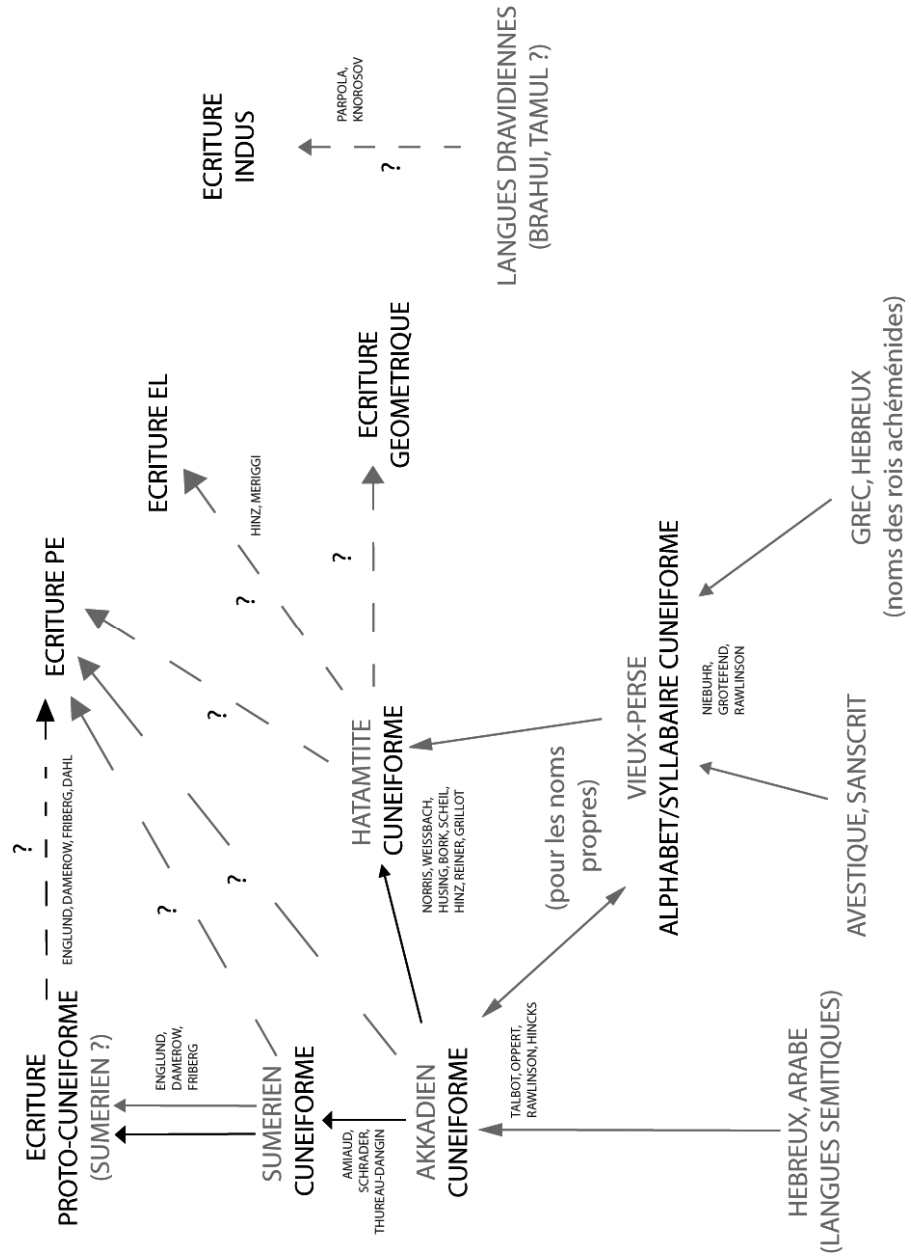 ECRITURE
PROTO-CUNEIFORME
(SUMERIEN ?)
?
ENGLUND, DAMEROW, FRIBERG, DAHL
ECRITURE PE
ENGLUND,
DAMEROW,
FRIBERG
?
?
?
ECRITURE EL
?
HINZ, MERIGGI
ECRITURE
INDUS
PARPOLA,
KNOROSOV
?
SUMERIEN
CUNEIFORME
AMIAUD,
SCHRADER,
THUREAU-DANGIN
HATAMTITE
CUNEIFORME
?
ECRITURE
GEOMETRIQUE
NORRIS, WEISSBACH,
HUSING, BORK, SCHEIL,
HINZ, REINER, GRILLOT
AKKADIEN
CUNEIFORME
TALBOT, OPPERT,
RAWLINSON, HINCKS
(pour les noms
propres)
LANGUES DRAVIDIENNES
(BRAHUI, TAMUL ?)
VIEUX-PERSE
ALPHABET/SYLLABAIRE CUNEIFORME
NIEBUHR,
GROTEFEND,
RAWLINSON
HEBREUX, ARABE
(LANGUES SEMITIQUES)
AVESTIQUE, SANSCRIT
GREC, HEBREUX
(noms des rois achéménides)